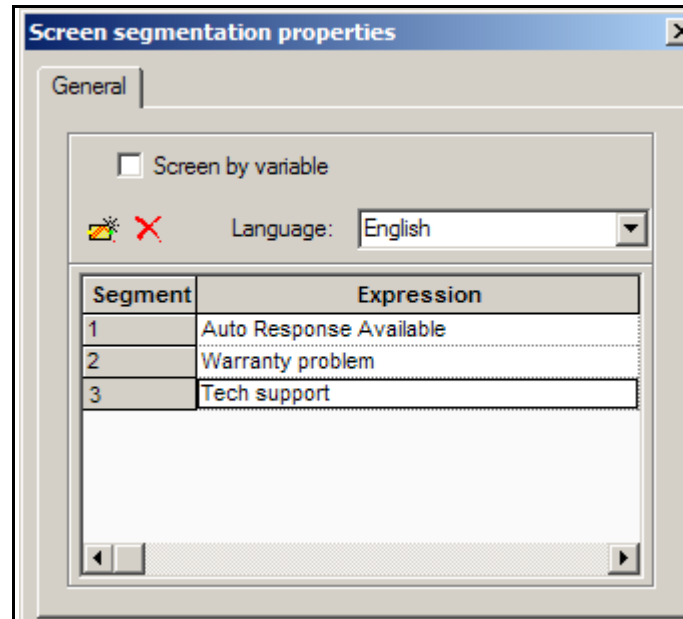 Screen segmentation properties
General
Screen by variable
Language: English
Segment Expression
1 Auto Response Available
2 Warranty problem
3 Tech support